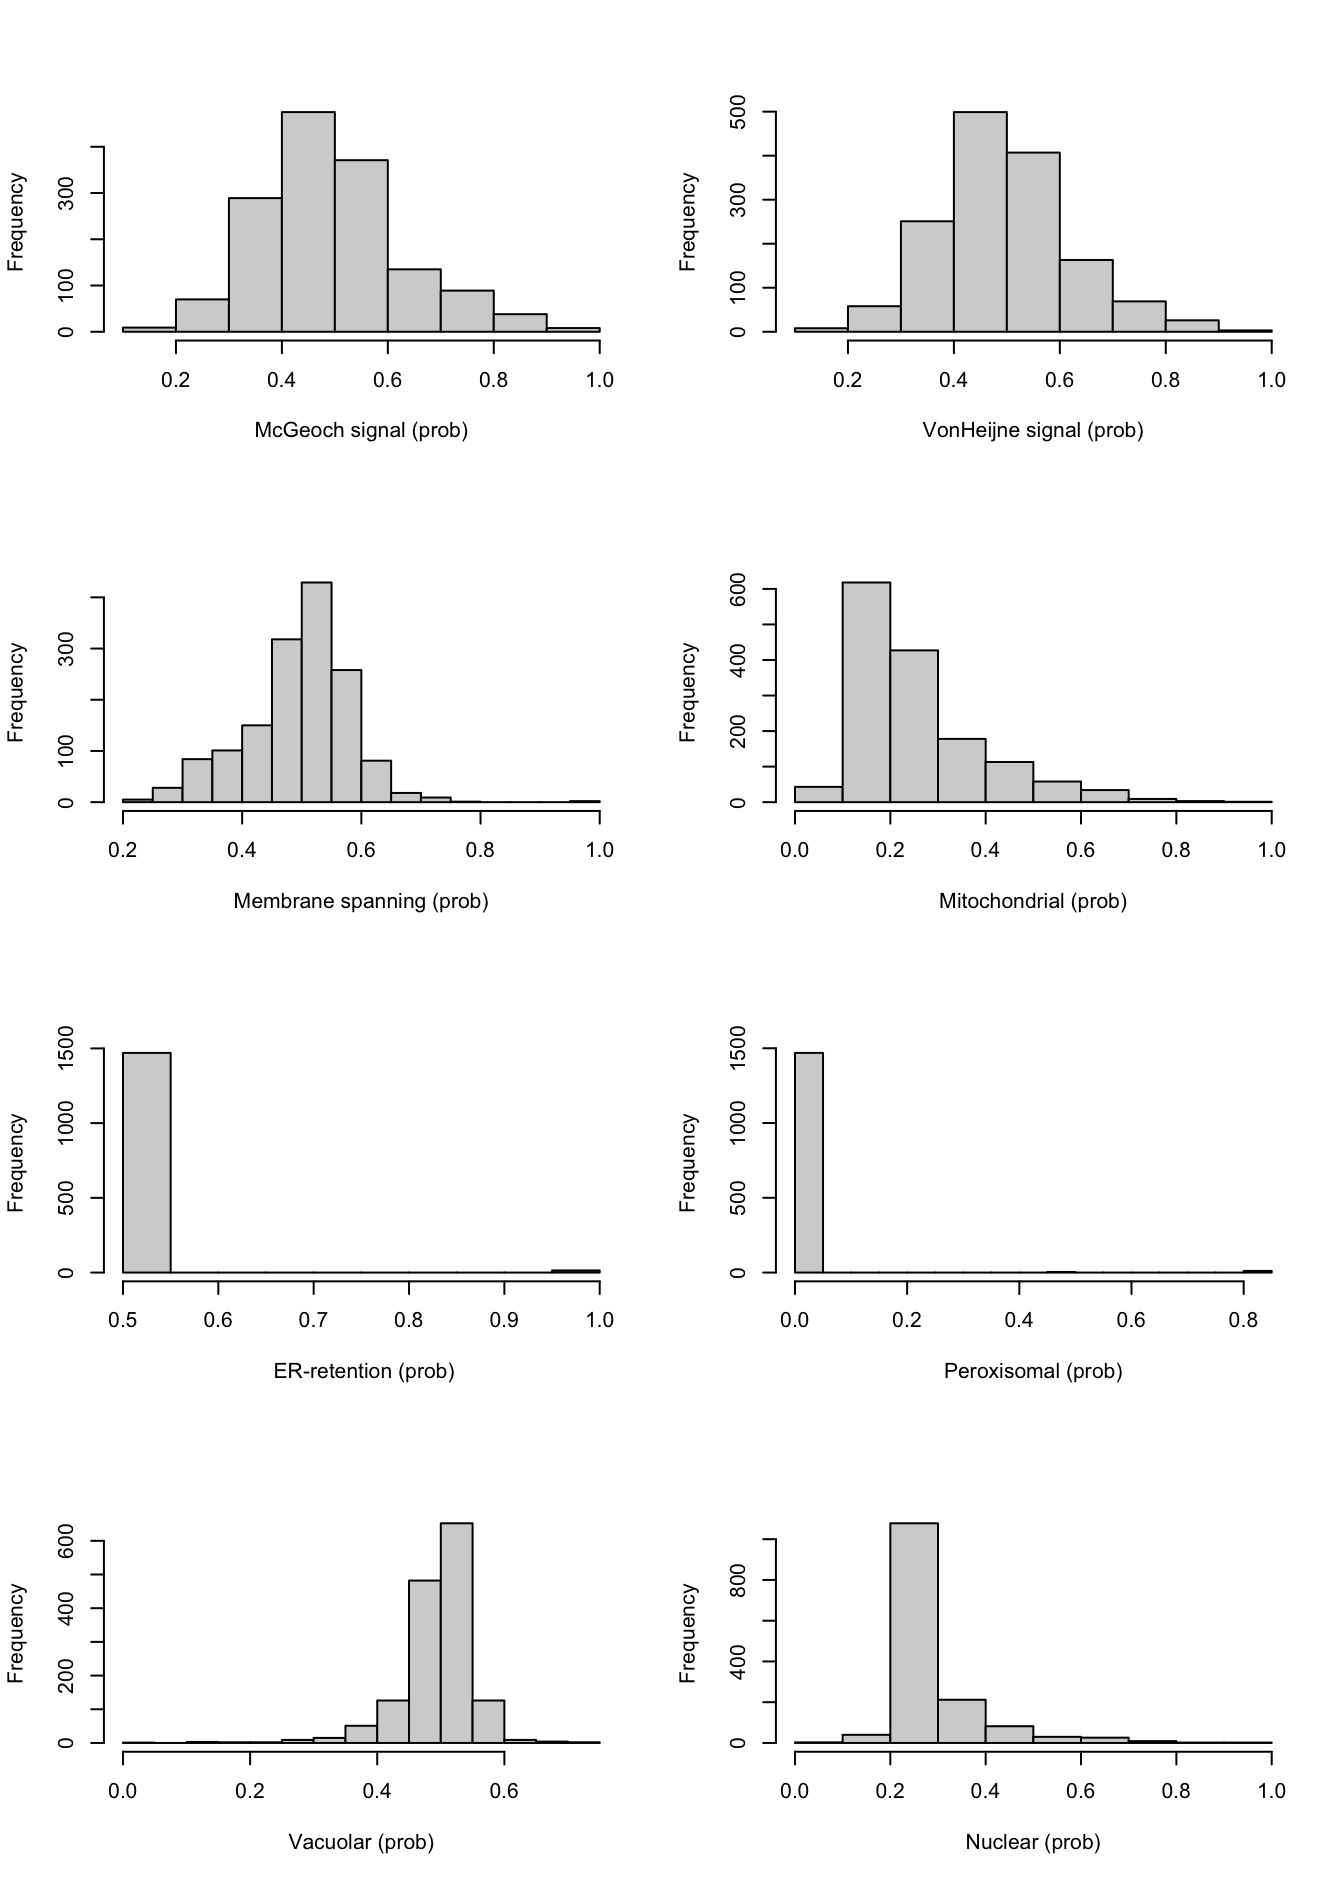 Frequency
0 100 300
0.2 0.4 0.6 0.8 1.0
McGeoch signal (prob)
Frequency
0 100 300 500
0.2 0.4 0.6 0.8 1.0
VonHeijne signal (prob)
Frequency
0 100 300
0.2 0.4 0.6 0.8 1.0
Membrane spanning (prob)
Frequency
0 200 400 600
0.0 0.2 0.4 0.6 0.8 1.0
Mitochondrial (prob)
Frequency
0 500 1000 1500
0.5 0.6 0.7 0.8 0.9 1.0
ER-retention (prob)
Frequency
0 500 1000 1500
0.0 0.2 0.4 0.6 0.8
Peroxisomal (prob)
Frequency
0 200 400 600
0.0 0.2 0.4 0.6
Vacuolar (prob)
Frequency
0 400 800
0.0 0.2 0.4 0.6 0.8 1.0
Nuclear (prob)